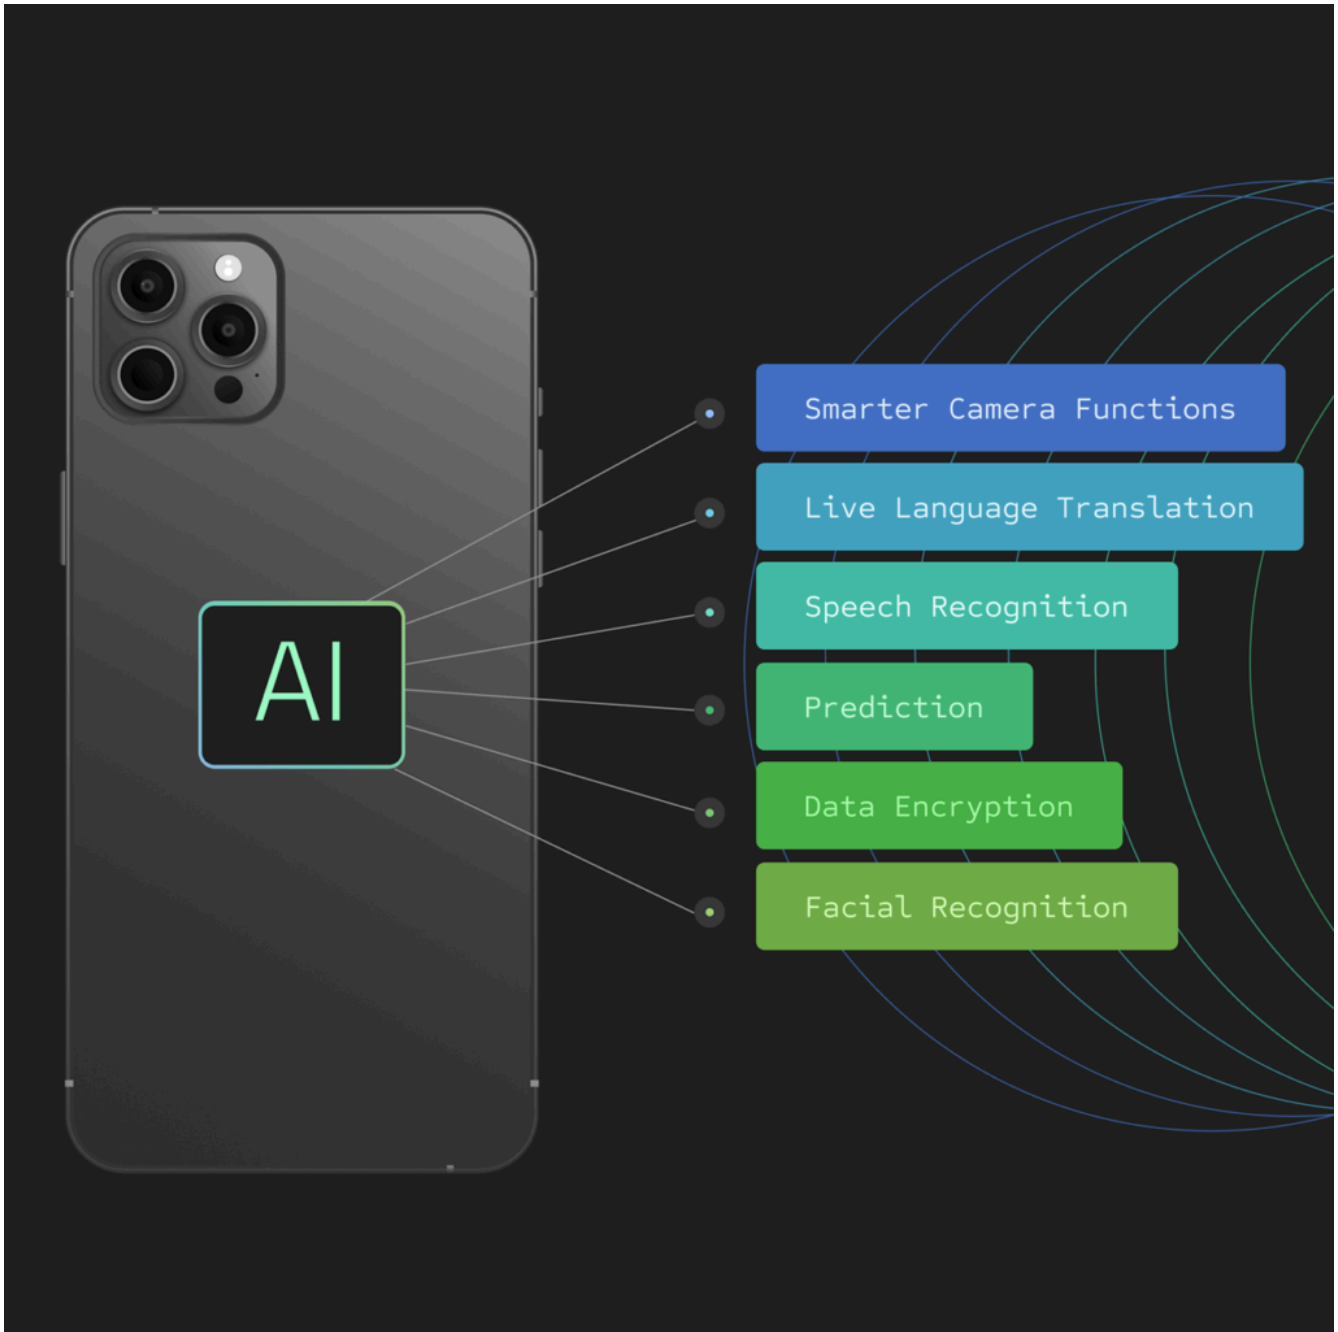 AI
Smarter Camera Functions
Live Language Translation
Speech Recognition
Prediction
Data Encryption
Facial Recognition